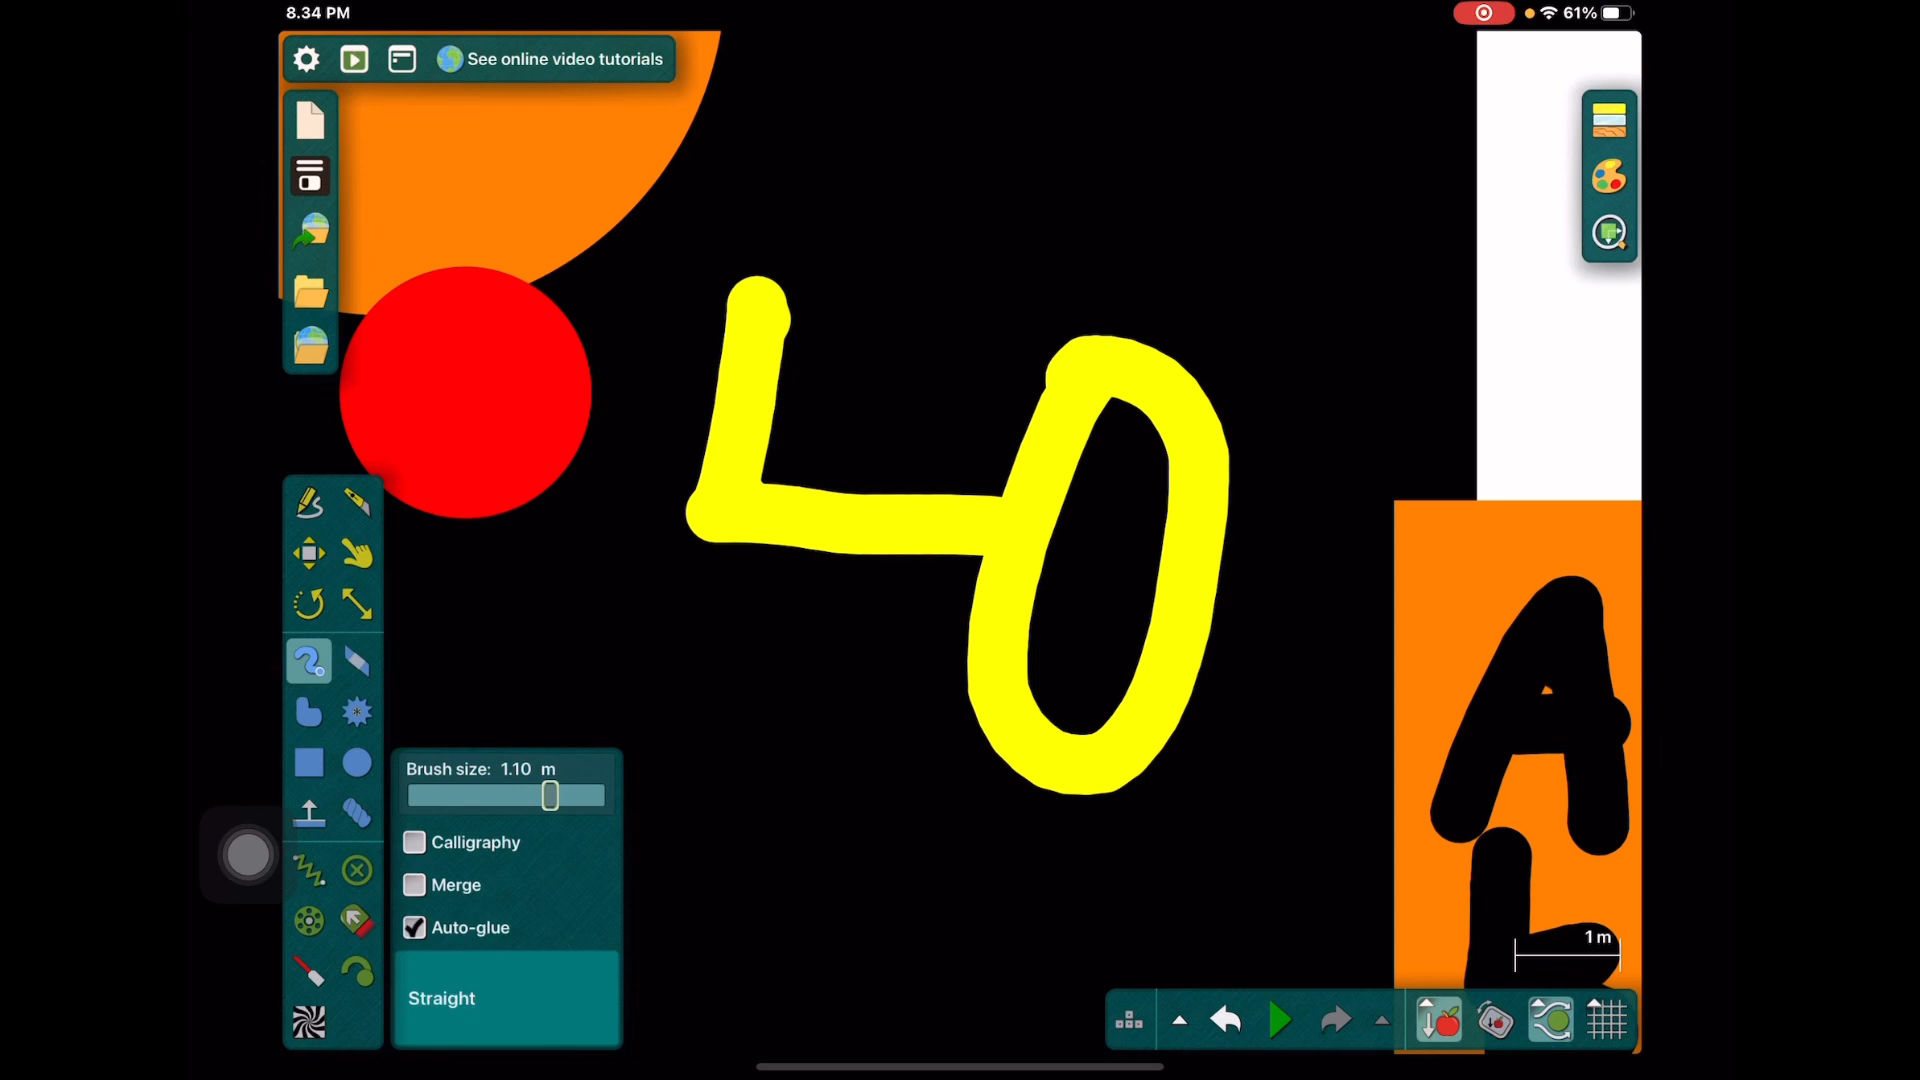 8.34 PM
61%
See online video tutorials
40
A
L
Brush size: 1.10 m
Calligraphy
Merge
Auto-glue
Straight
1 m